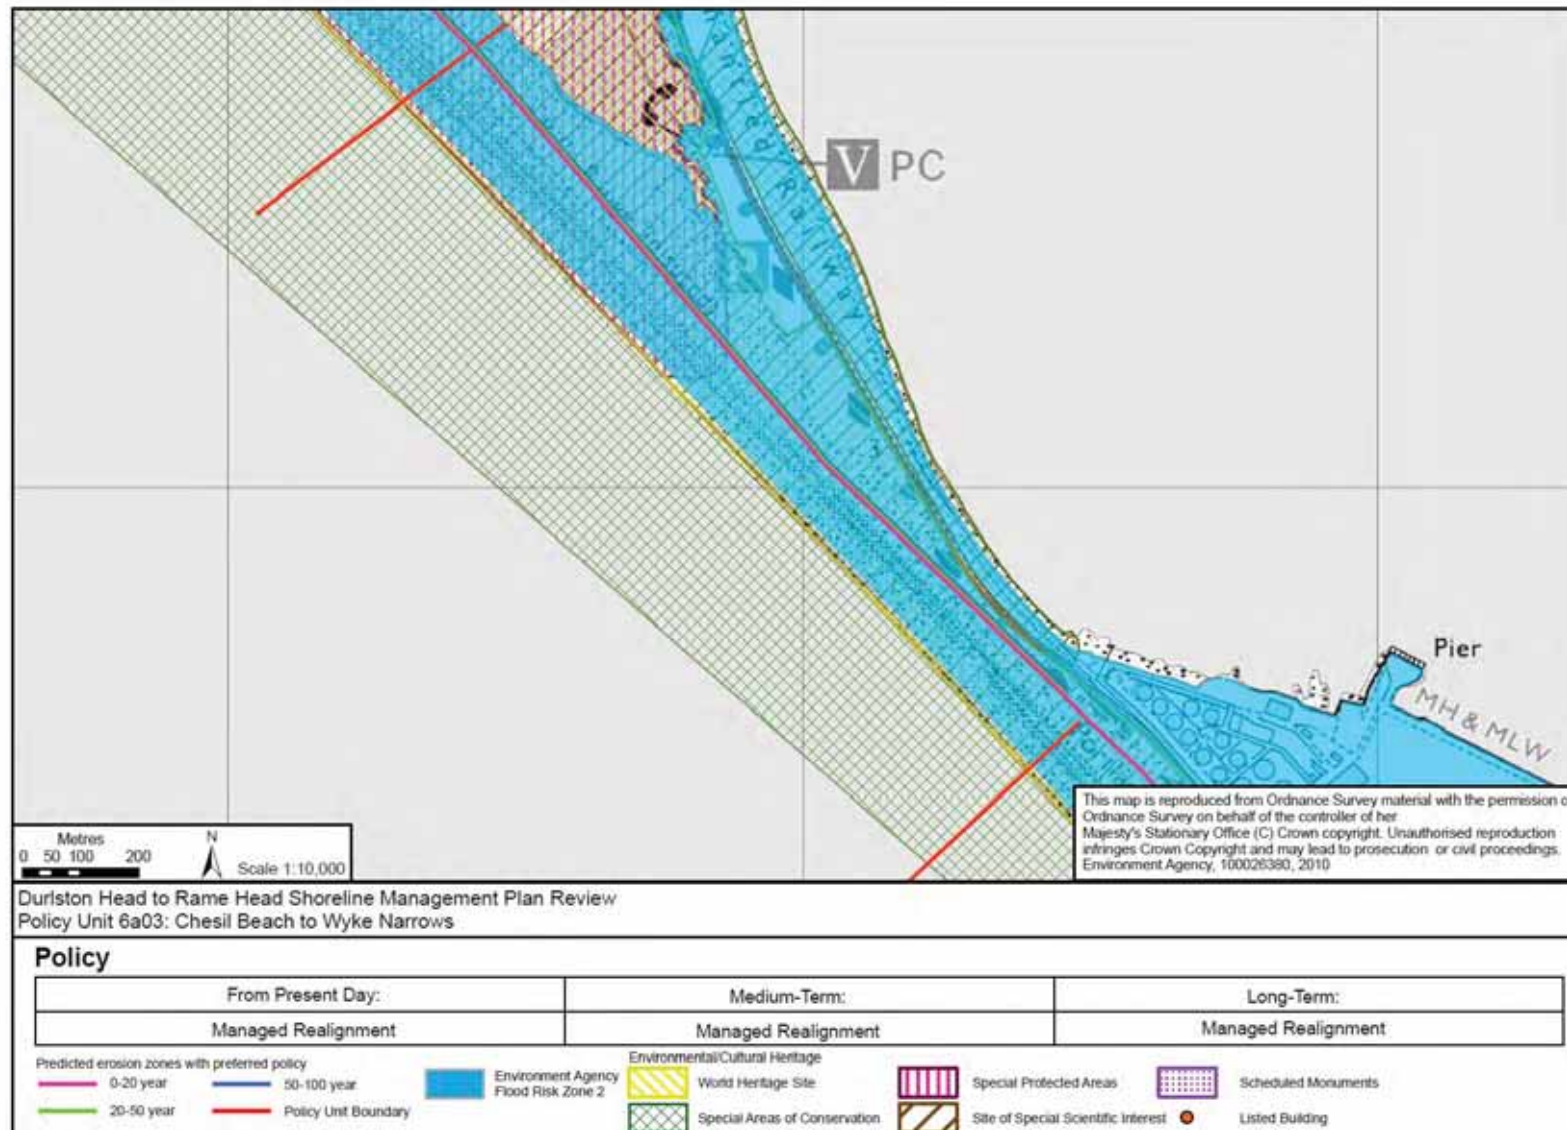 Dismantled Railway
V PC
Pier
MH & MLW
Metres
0 50 100 200
N
Scale 1:10,000
This map is reproduced from Ordnance Survey material with the permission o
Ordnance Survey on behalf of the controller of her
Majesty's Stationary Office (C) Crown copyright. Unauthorised reproduction
infringes Crown Copyright and may lead to prosecution or civil proceedings.
Environment Agency, 100026380, 2010
Durlston Head to Rame Head Shoreline Management Plan Review
Policy Unit 6a03: Chesil Beach to Wyke Narrows
Policy
From Present Day: Medium-Term: Long-Term:
Managed Realignment Managed Realignment Managed Realignment
Predicted erosion zones with preferred policy
0-20 year
50-100 year
20-50 year
Policy Unit Boundary
Environment Agency
Flood Risk Zone 2
Environmental/Cultural Heritage
World Heritage Site
Special Protected Areas
Scheduled Monuments
Special Areas of Conservation
Site of Special Scientific Interest
Listed Building